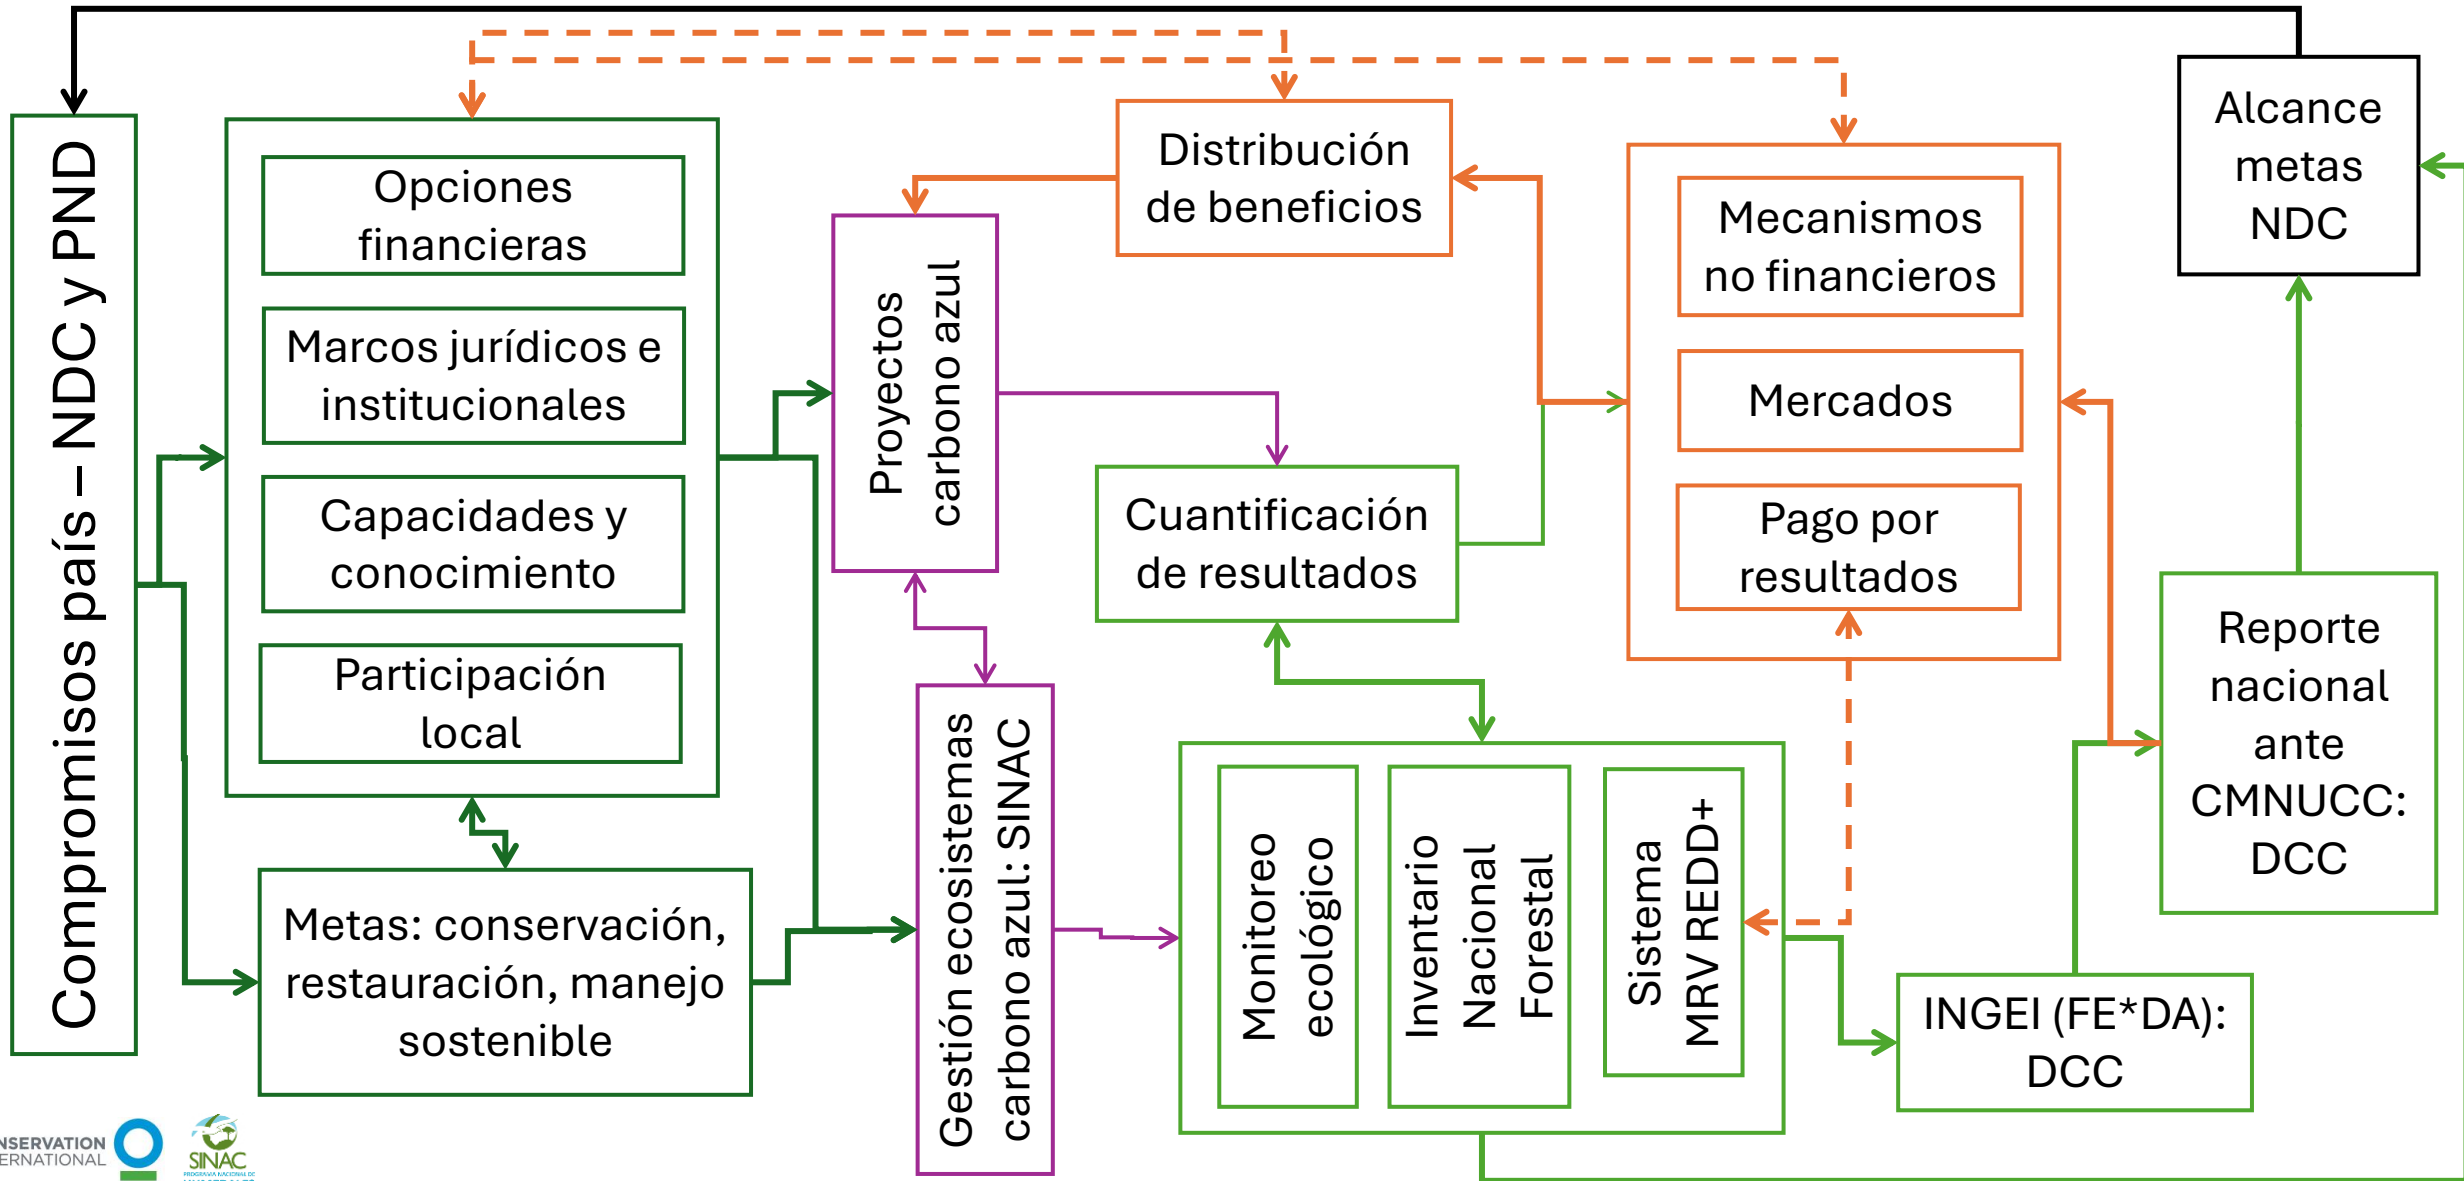 Compromisos país – NDC y PND
Opciones
financieras
Marcos jurídicos e
institucionales
Capacidades y
conocimiento
Participación
local
Metas: conservación,
restauración, manejo
sostenible
Proyectos
carbono azul
Gestión ecosistemas
carbono azul: SINAC
Distribución
de beneficios
Cuantificación
de resultados
Monitoreo
ecológico
Inventario
Nacional
Forestal
Sistema
MRV REDD+
Mecanismos
no financieros
Mercados
Pago por
resultados
INGEI (FE*DA):
DCC
Reporte
nacional
ante
CMNUCC:
DCC
Alcance
metas
NDC
NSERVATION
ERNATIONAL
SINAC